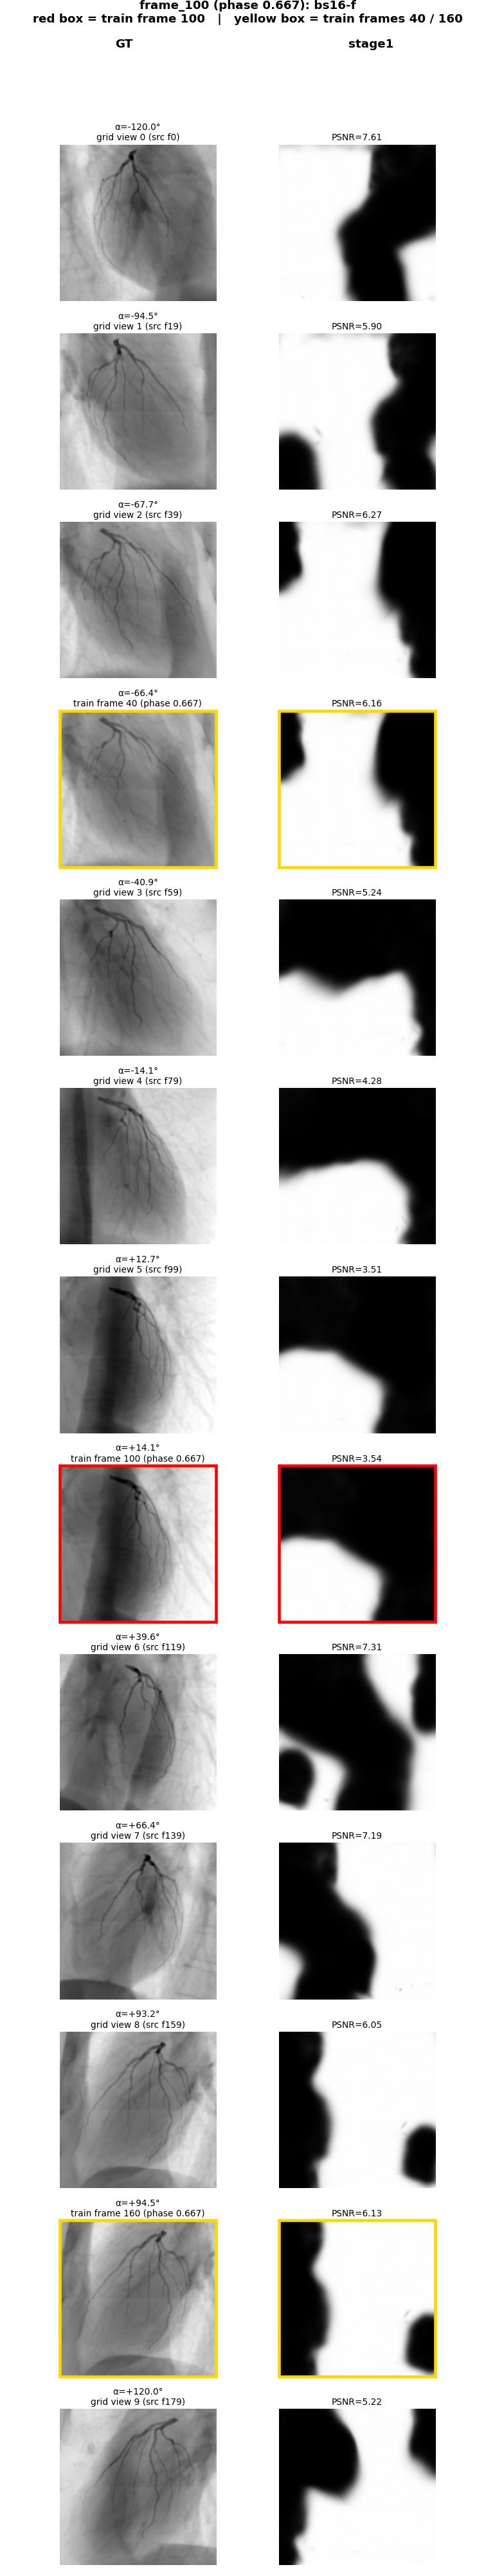 frame_100 (phase 0.667): bs16-f
red box = train frame 100 | yellow box = train frames 40 / 160
GT
stage1
α=-120.0°
grid view 0 (src f0)
PSNR=7.61
α=-94.5°
grid view 1 (src f19)
PSNR=5.90
α=-67.7°
grid view 2 (src f39)
PSNR=6.27
α=-66.4°
train frame 40 (phase 0.667)
PSNR=6.16
α=-40.9°
grid view 3 (src f59)
PSNR=5.24
α=-14.1°
grid view 4 (src f79)
PSNR=4.28
α=+12.7°
grid view 5 (src f99)
PSNR=3.51
α=+14.1°
train frame 100 (phase 0.667)
PSNR=3.54
α=+39.6°
grid view 6 (src f119)
PSNR=7.31
α=+66.4°
grid view 7 (src f139)
PSNR=7.19
α=+93.2°
grid view 8 (src f159)
PSNR=6.05
α=+94.5°
train frame 160 (phase 0.667)
PSNR=6.13
α=+120.0°
grid view 9 (src f179)
PSNR=5.22